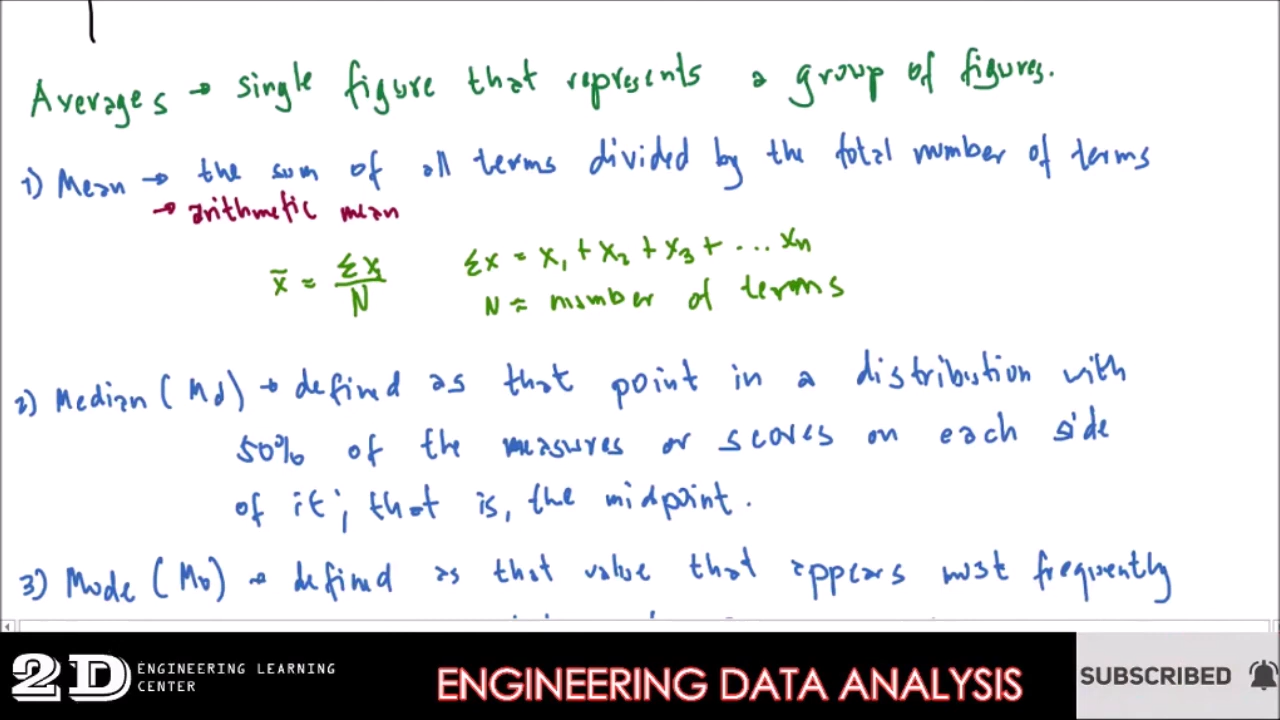 Averages → single figure that represents a group of figures.
1) Mean → the sum of all terms divided by the total number of terms
→ arithmetic mean
x̄ = Σx/N Σx = x₁ + x₂ + x₃ + ... xₙ
N = number of terms
2) Median (Md) → defined as that point in a distribution with
50% of the measures or scores on each side
of it; that is, the midpoint.
3) Mode (Mo) → defined as that value that appears most frequently
2D ENGINEERING LEARNING
CENTER
ENGINEERING DATA ANALYSIS
SUBSCRIBED